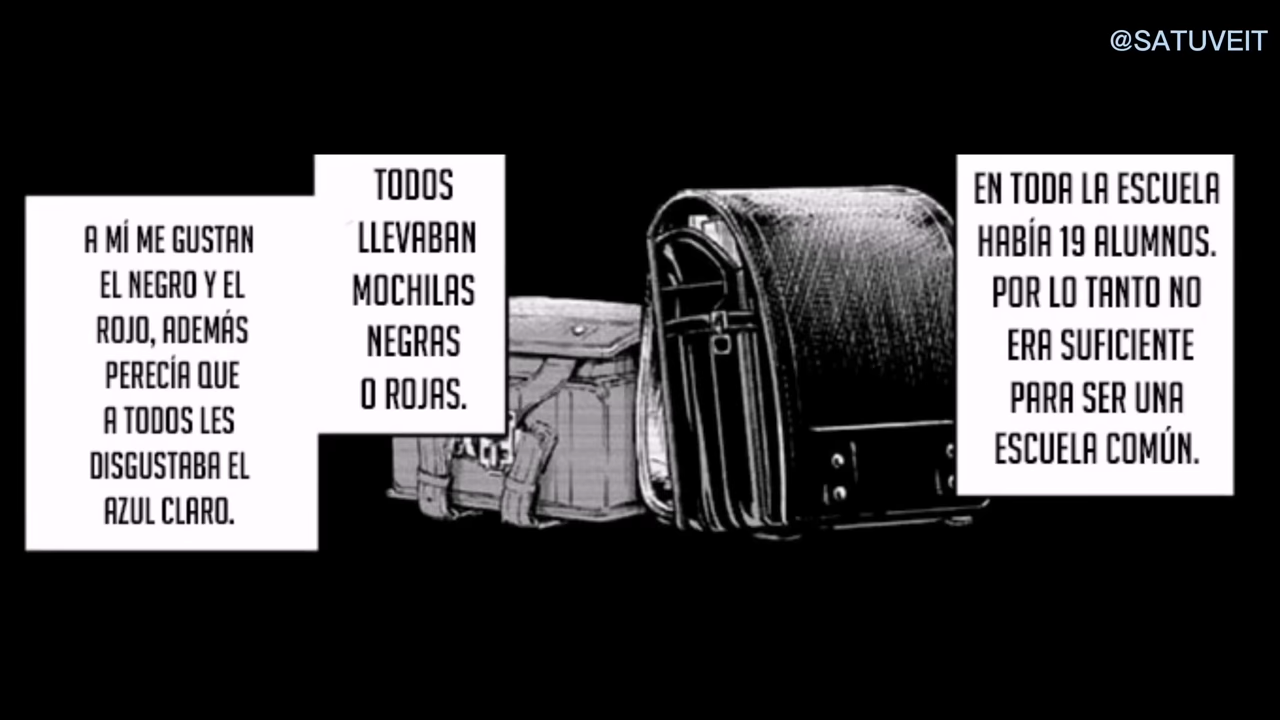 @SATUVEIT
EN TODA LA ESCUELA
HABÍA 19 ALUMNOS.
POR LO TANTO NO
ERA SUFICIENTE
PARA SER UNA
ESCUELA COMÚN.
TODOS
LLEVABAN
MOCHILAS
NEGRAS
O ROJAS.
A MÍ ME GUSTAN
EL NEGRO Y EL
ROJO, ADEMÁS
PERECÍA QUE
A TODOS LES
DISGUSTABA EL
AZUL CLARO.